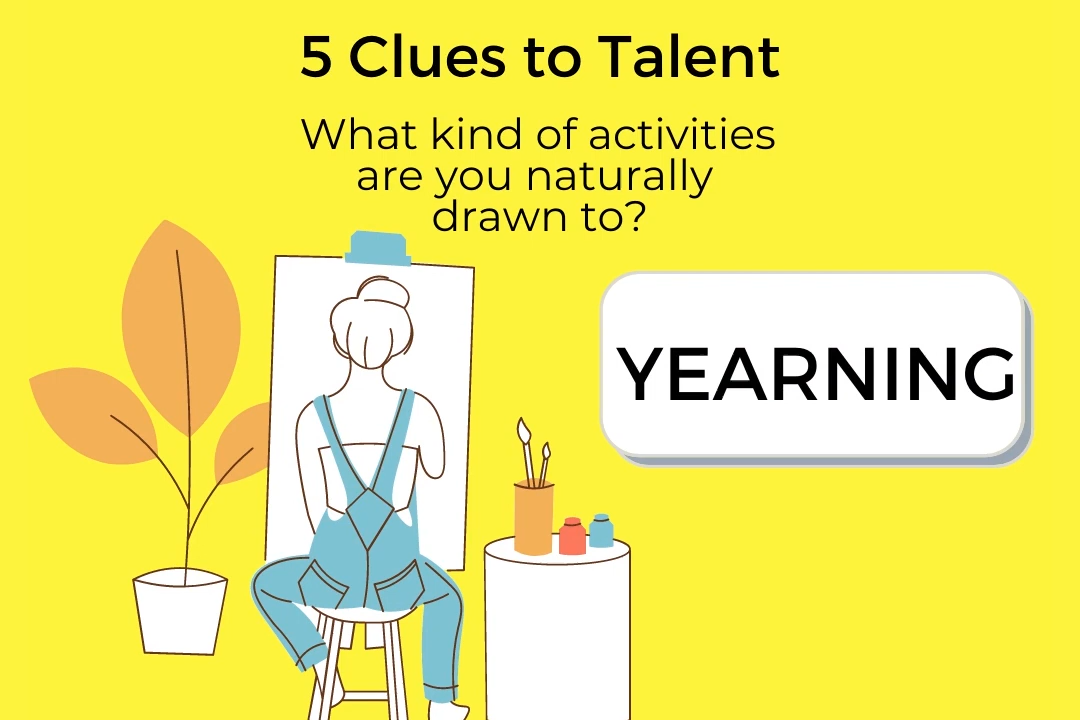 5 Clues to Talent
What kind of activities
are you naturally
drawn to?
YEARNING